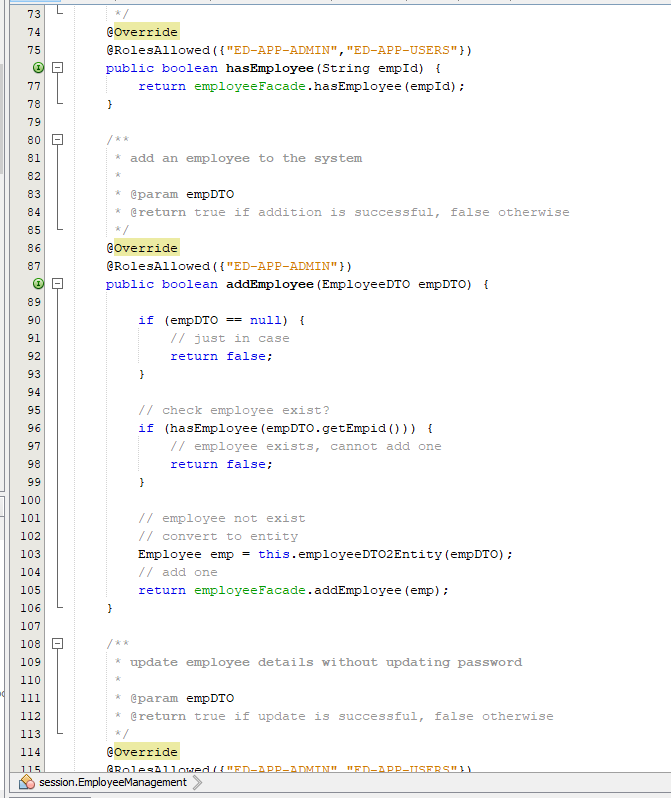 73 */
74 @Override
75 @RolesAllowed({"ED-APP-ADMIN","ED-APP-USERS"})
public boolean hasEmployee(String empId) {
77 return employeeFacade.hasEmployee(empId);
78 }
79
80 /**
81 * add an employee to the system
82 *
83 * @param empDTO
84 * @return true if addition is successful, false otherwise
85 */
86 @Override
87 @RolesAllowed({"ED-APP-ADMIN"})
public boolean addEmployee(EmployeeDTO empDTO) {
89
90 if (empDTO == null) {
91 // just in case
92 return false;
93 }
94
95 // check employee exist?
96 if (hasEmployee(empDTO.getEmpid())) {
97 // employee exists, cannot add one
98 return false;
99 }
100
101 // employee not exist
102 // convert to entity
103 Employee emp = this.employeeDTO2Entity(empDTO);
104 // add one
105 return employeeFacade.addEmployee(emp);
106 }
107
108 /**
109 * update employee details without updating password
110 *
111 * @param empDTO
112 * @return true if update is successful, false otherwise
113 */
114 @Override
115 @RolesAllowed({"ED-APP-ADMIN","ED-APP-USERS"})
session.EmployeeManagement